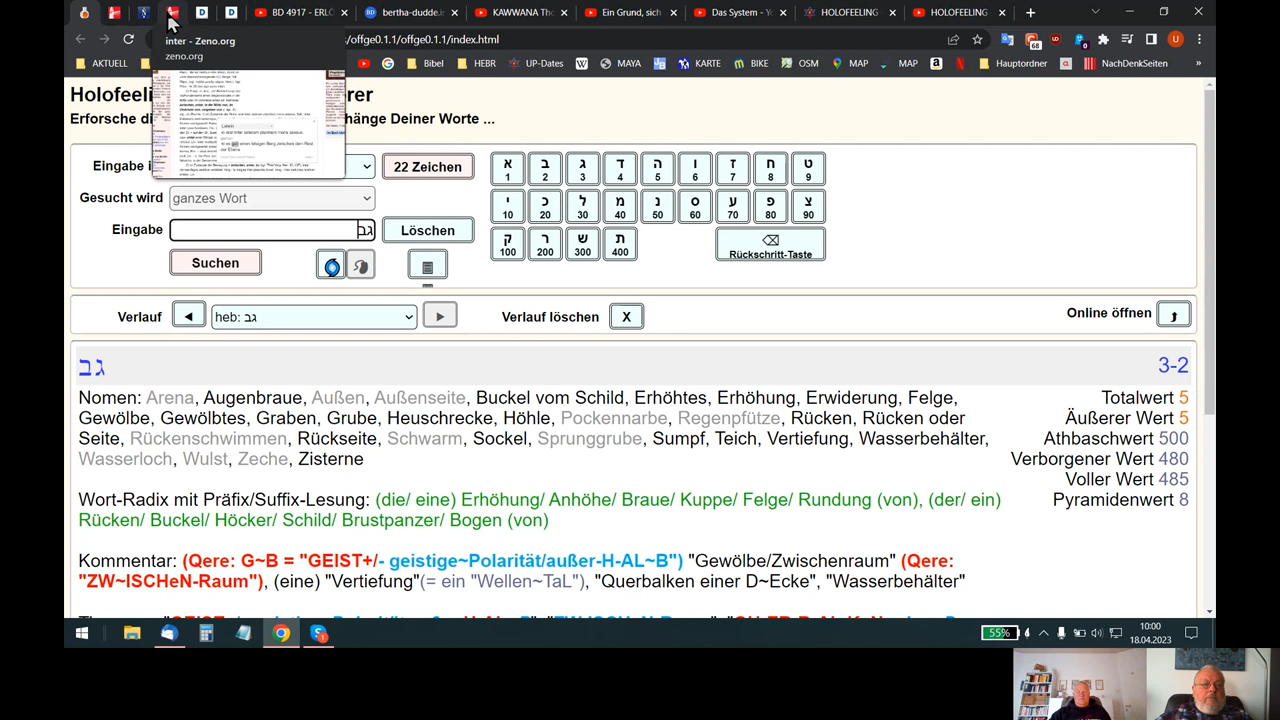 BD 4917 - ERLÖ
bertha-dudde.is
KAWWANA The
Ein Grund, sich
Das System - Yo
HOLOFEELING
HOLOFEELING
inter - Zeno.org
zeno.org
/offge0.1.1/offge0.1/index.html
AKTUELL
Bibel
HEBR
UP-Dates
MAYA
KARTE
BIKE
OSM
MAP
MAP
Hauptordner
NachDenkSeiten
»
Holofeeli
rer
Erforsche di
hänge Deiner Worte ...
Eingabe i
22 Zeichen
Gesucht wird
ganzes Wort
Eingabe
גב
Löschen
Suchen
א ב ג ד ה ו ז ח ט
1 2 3 4 5 6 7 8 9
י כ ל מ נ ס ע פ צ
10 20 30 40 50 60 70 80 90
ק ר ש ת
100 200 300 400
Rückschritt-Taste
Verlauf
heb: גב
Verlauf löschen
X
Online öffnen
גב
3-2
Nomen: Arena, Augenbraue, Außen, Außenseite, Buckel vom Schild, Erhöhtes, Erhöhung, Erwiderung, Felge,
Gewölbe, Gewölbtes, Graben, Grube, Heuschrecke, Höhle, Pockennarbe, Regenpfütze, Rücken, Rücken oder
Seite, Rückenschwimmen, Rückseite, Schwarm, Sockel, Sprunggrube, Sumpf, Teich, Vertiefung, Wasserbehälter,
Wasserloch, Wulst, Zeche, Zisterne
Totalwert 5
Äußerer Wert 5
Athbaschwert 500
Verborgener Wert 480
Voller Wert 485
Pyramidenwert 8
Wort-Radix mit Präfix/Suffix-Lesung: (die/ eine) Erhöhung/ Anhöhe/ Braue/ Kuppe/ Felge/ Rundung (von), (der/ ein)
Rücken/ Buckel/ Höcker/ Schild/ Brustpanzer/ Bogen (von)
Kommentar: (Qere: G~B = "GEIST+/- geistige~Polarität/außer-H-AL~B") "Gewölbe/Zwischenraum" (Qere:
"ZW~ISCHeN-Raum"), (eine) "Vertiefung"(= ein "Wellen~TaL"), "Querbalken einer D~Ecke", "Wasserbehälter"
55%
10:00
18.04.2023